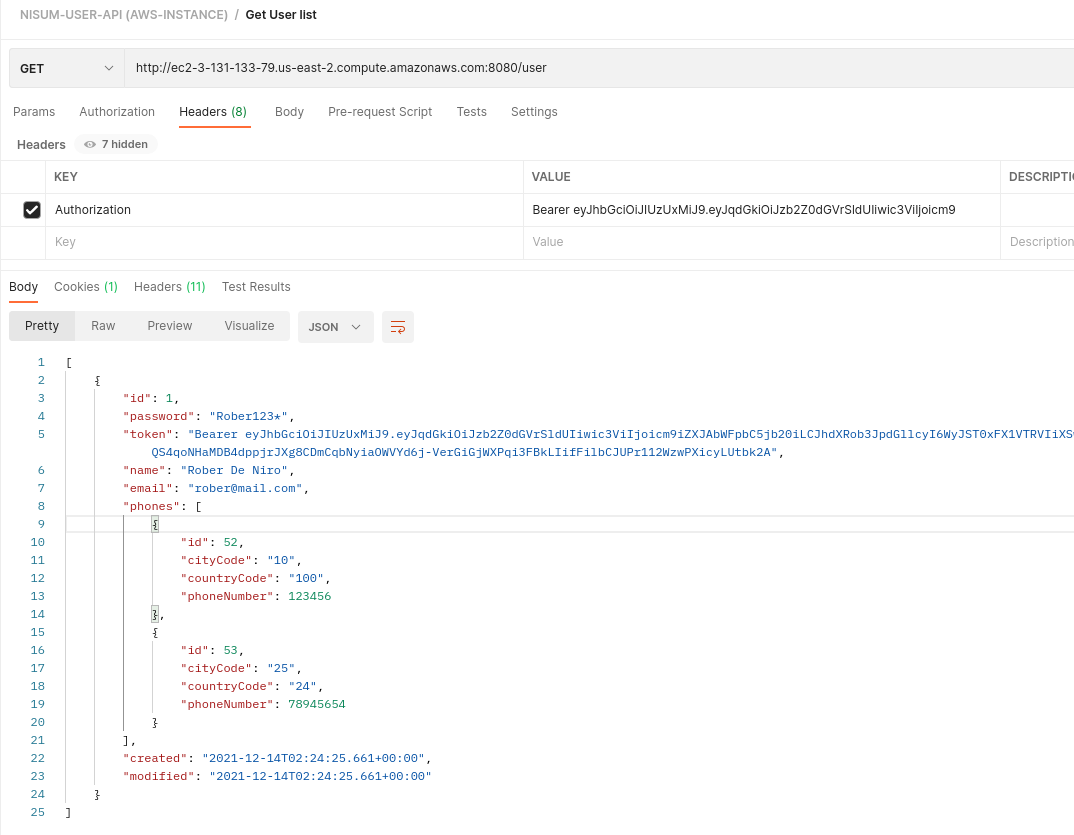 NISUM-USER-API (AWS-INSTANCE) / Get User list
GET http://ec2-3-131-133-79.us-east-2.compute.amazonaws.com:8080/user
Params Authorization Headers (8) Body Pre-request Script Tests Settings
Headers 7 hidden
KEY VALUE DESCRIPTI
Authorization Bearer eyJhbGciOiJIUzUxMiJ9.eyJqdGkiOiJzb2Z0dGVrSldUIiwic3ViIjoicm9
Key Value Description
Body Cookies (1) Headers (11) Test Results
Pretty Raw Preview Visualize JSON
1 [
2 {
3 "id": 1,
4 "password": "Rober123*",
5 "token": "Bearer eyJhbGciOiJIUzUxMiJ9.eyJqdGkiOiJzb2Z0dGVrSldUIiwic3ViIjoicm9iZXJAbWFpbC5jb20iLCJhdXRob3JpdGllcyI6WyJST0xFX1VTRVIiXS
QS4qoNHaMDB4dppjrJXg8CDmCqbNyiaOWVYd6j-VerGiGjWXPqi3FBkLIifFilbCJUPr112WzwPXicyLUtbk2A",
6 "name": "Rober De Niro",
7 "email": "rober@mail.com",
8 "phones": [
9 {
10 "id": 52,
11 "cityCode": "10",
12 "countryCode": "100",
13 "phoneNumber": 123456
14 },
15 {
16 "id": 53,
17 "cityCode": "25",
18 "countryCode": "24",
19 "phoneNumber": 78945654
20 }
21 ],
22 "created": "2021-12-14T02:24:25.661+00:00",
23 "modified": "2021-12-14T02:24:25.661+00:00"
24 }
25 ]